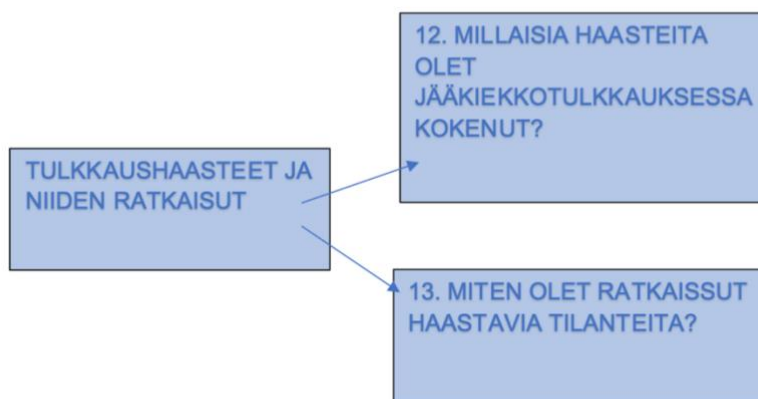 12. MILLAISIA HAASTEITA
OLET
JÄÄKIEKKOTULKKAUKSESSA
KOKENUT?
TULKKAUSHAASTEET JA
NIIDEN RATKAISUT
13. MITEN OLET RATKAISSUT
HAASTAVIA TILANTEITA?